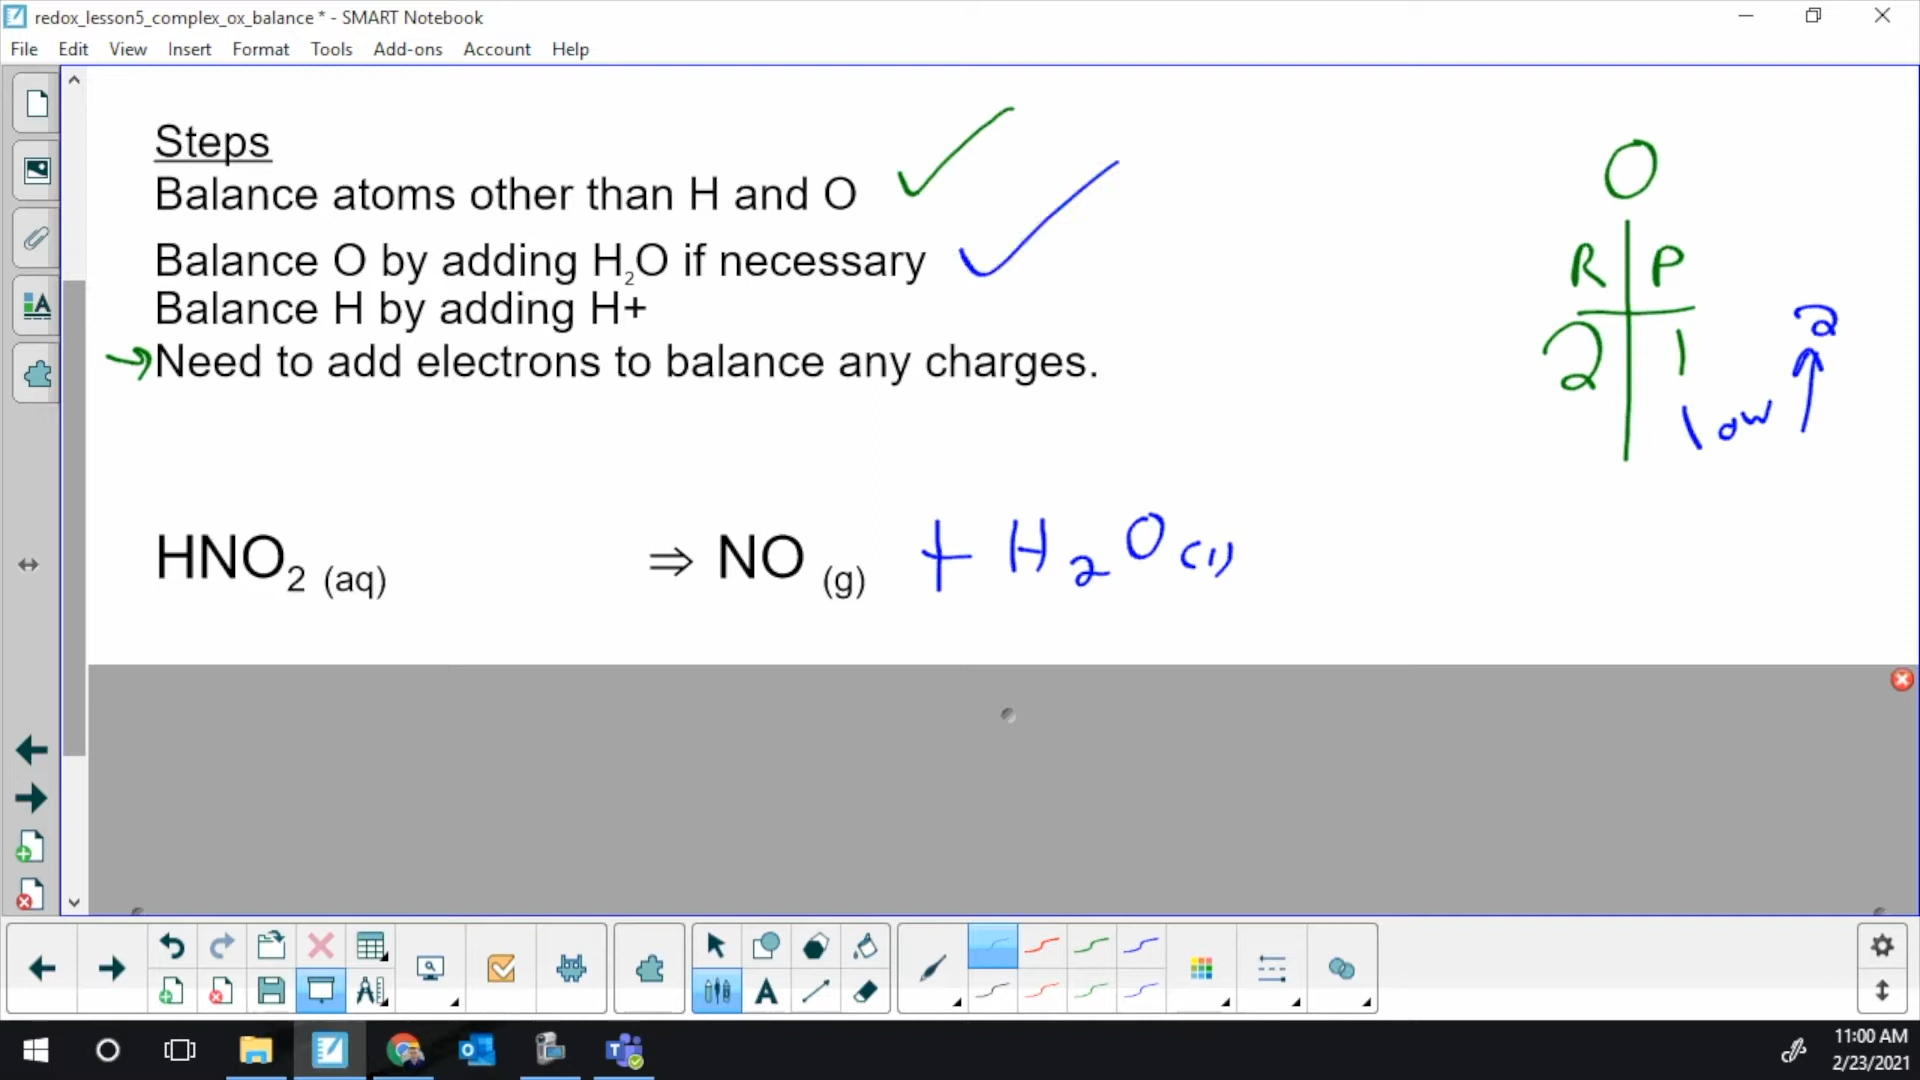 redox_lesson5_complex_ox_balance * - SMART Notebook
File Edit View Insert Format Tools Add-ons Account Help
Steps
Balance atoms other than H and O
Balance O by adding H₂O if necessary
Balance H by adding H+
Need to add electrons to balance any charges.
O
R P
2 1
low 2
HNO₂ (aq) ⇒ NO (g) + H₂O (l)
11:00 AM
2/23/2021